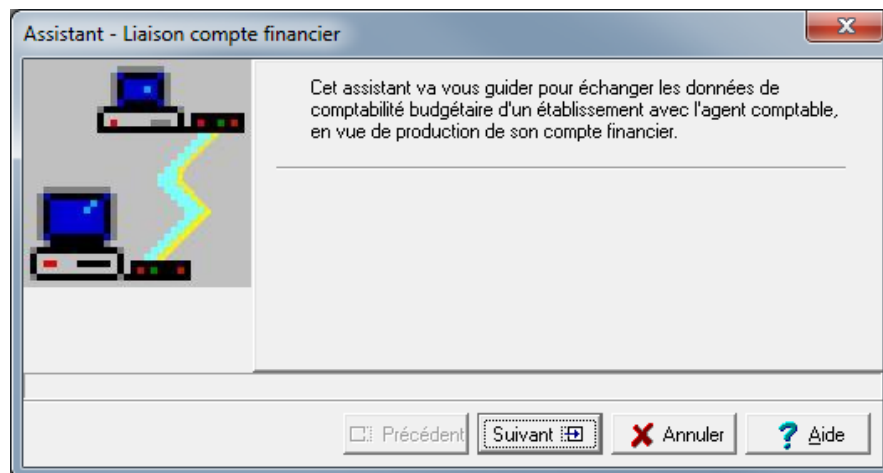 Assistant - Liaison compte financier
Cet assistant va vous guider pour échanger les données de
comptabilité budgétaire d'un établissement avec l'agent comptable,
en vue de production de son compte financier.
Précédent Suivant Annuler Aide